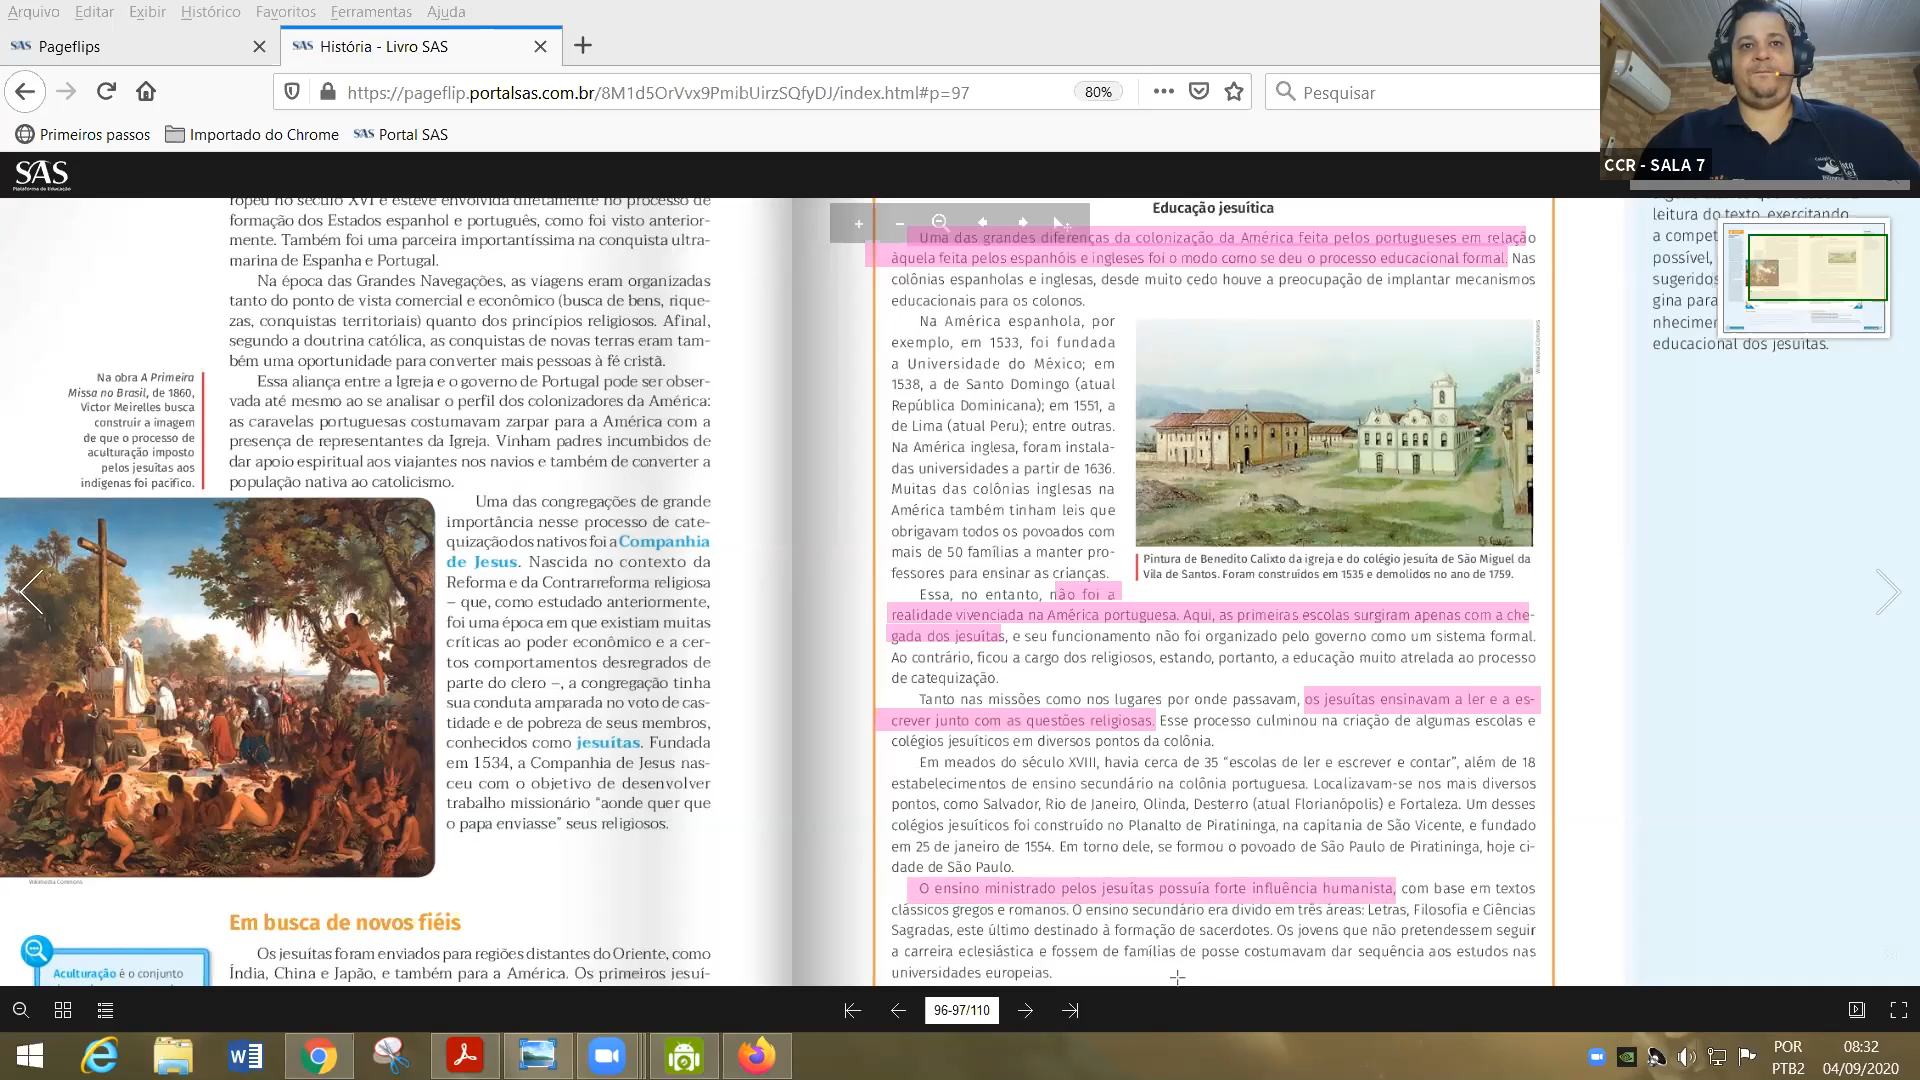 Arquivo Editar Exibir Histórico Favoritos Ferramentas Ajuda
SAS Pageflips
SAS História - Livro SAS
https://pageflip.portalsas.com.br/8M1d5OrVvx9PmibUirzSQfyDJ/index.html#p=97
80%
Pesquisar
Primeiros passos
Importado do Chrome
SAS Portal SAS
CCR - SALA 7
SAS
Plataforma de Educação
ropeu no século XVI e esteve envolvida diretamente no processo de
formação dos Estados espanhol e português, como foi visto anterior-
mente. Também foi uma parceira importantíssima na conquista ultra-
marina de Espanha e Portugal.
Na época das Grandes Navegações, as viagens eram organizadas
tanto do ponto de vista comercial e econômico (busca de bens, rique-
zas, conquistas territoriais) quanto dos princípios religiosos. Afinal,
segundo a doutrina católica, as conquistas de novas terras eram tam-
bém uma oportunidade para converter mais pessoas à fé cristã.
Essa aliança entre a Igreja e o governo de Portugal pode ser obser-
vada até mesmo ao se analisar o perfil dos colonizadores da América:
as caravelas portuguesas costumavam zarpar para a América com a
presença de representantes da Igreja. Vinham padres incumbidos de
dar apoio espiritual aos viajantes nos navios e também de converter a
população nativa ao catolicismo.
Na obra A Primeira
Missa no Brasil, de 1860,
Victor Meirelles busca
construir a imagem
de que o processo de
aculturação imposto
pelos jesuítas aos
indígenas foi pacífico.
Uma das congregações de grande
importância nesse processo de cate-
quização dos nativos foi a Companhia
de Jesus. Nascida no contexto da
Reforma e da Contrarreforma religiosa
– que, como estudado anteriormente,
foi uma época em que existiam muitas
críticas ao poder econômico e a cer-
tos comportamentos desregrados de
parte do clero –, a congregação tinha
sua conduta amparada no voto de cas-
tidade e de pobreza de seus membros,
conhecidos como jesuítas. Fundada
em 1534, a Companhia de Jesus nas-
ceu com o objetivo de desenvolver
trabalho missionário “aonde quer que
o papa enviasse” seus religiosos.
Wikimedia Commons
Em busca de novos fiéis
Os jesuítas foram enviados para regiões distantes do Oriente, como
Índia, China e Japão, e também para a América. Os primeiros jesuí-
Aculturação é o conjunto
Educação jesuítica
Uma das grandes diferenças da colonização da América feita pelos portugueses em relação
àquela feita pelos espanhóis e ingleses foi o modo como se deu o processo educacional formal. Nas
colônias espanholas e inglesas, desde muito cedo houve a preocupação de implantar mecanismos
educacionais para os colonos.
Na América espanhola, por
exemplo, em 1533, foi fundada
a Universidade do México; em
1538, a de Santo Domingo (atual
República Dominicana); em 1551, a
de Lima (atual Peru); entre outras.
Na América inglesa, foram instala-
das universidades a partir de 1636.
Muitas das colônias inglesas na
América também tinham leis que
obrigavam todos os povoados com
mais de 50 famílias a manter pro-
fessores para ensinar as crianças.
Wikimedia Commons
Pintura de Benedito Calixto da igreja e do colégio jesuíta de São Miguel da
Vila de Santos. Foram construídos em 1535 e demolidos no ano de 1759.
Essa, no entanto, não foi a
realidade vivenciada na América portuguesa. Aqui, as primeiras escolas surgiram apenas com a che-
gada dos jesuítas, e seu funcionamento não foi organizado pelo governo como um sistema formal.
Ao contrário, ficou a cargo dos religiosos, estando, portanto, a educação muito atrelada ao processo
de catequização.
Tanto nas missões como nos lugares por onde passavam, os jesuítas ensinavam a ler e a es-
crever junto com as questões religiosas. Esse processo culminou na criação de algumas escolas e
colégios jesuíticos em diversos pontos da colônia.
Em meados do século XVIII, havia cerca de 35 “escolas de ler e escrever e contar”, além de 18
estabelecimentos de ensino secundário na colônia portuguesa. Localizavam-se nos mais diversos
pontos, como Salvador, Rio de Janeiro, Olinda, Desterro (atual Florianópolis) e Fortaleza. Um desses
colégios jesuíticos foi construído no Planalto de Piratininga, na capitania de São Vicente, e fundado
em 25 de janeiro de 1554. Em torno dele, se formou o povoado de São Paulo de Piratininga, hoje ci-
dade de São Paulo.
O ensino ministrado pelos jesuítas possuía forte influência humanista, com base em textos
clássicos gregos e romanos. O ensino secundário era divido em três áreas: Letras, Filosofia e Ciências
Sagradas, este último destinado à formação de sacerdotes. Os jovens que não pretendessem seguir
a carreira eclesiástica e fossem de famílias de posse costumavam dar sequência aos estudos nas
universidades europeias.
leitura do texto, exercitando
a compet
possível,
sugeridos
gina para
nhecimen
educacional dos jesuítas.
96-97/110
POR
PTB2
08:32
04/09/2020